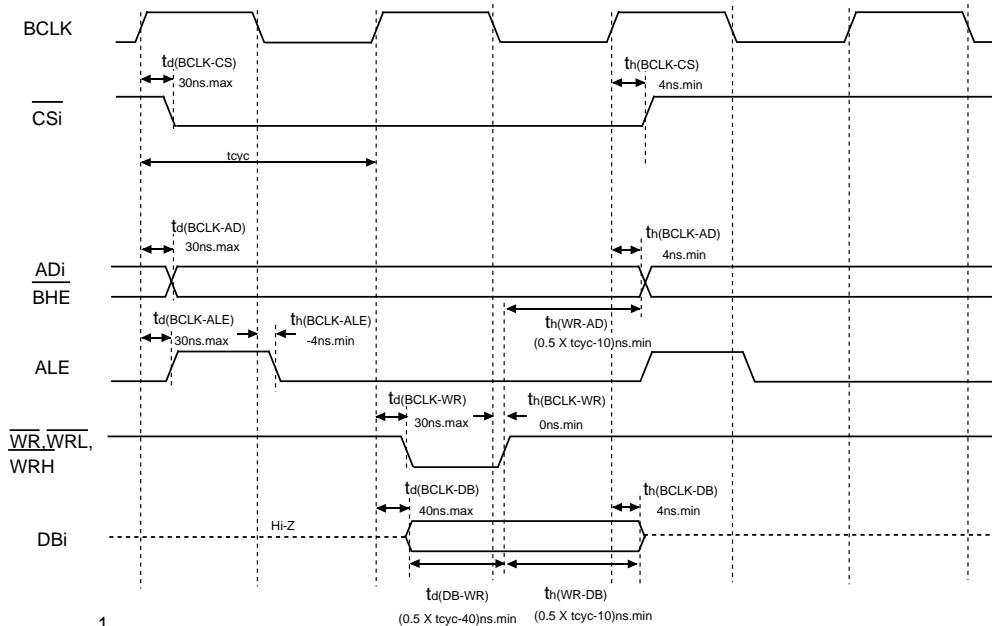 BCLK
td(BCLK-CS)
30ns.max
th(BCLK-CS)
4ns.min
CSi
tcyc
td(BCLK-AD)
30ns.max
th(BCLK-AD)
4ns.min
ADi
BHE
td(BCLK-ALE)
30ns.max
th(BCLK-ALE)
-4ns.min
th(WR-AD)
(0.5 X tcyc-10)ns.min
ALE
td(BCLK-WR)
30ns.max
th(BCLK-WR)
0ns.min
WR,WRL,
WRH
td(BCLK-DB)
40ns.max
th(BCLK-DB)
4ns.min
Hi-Z
DBi
td(DB-WR)
(0.5 X tcyc-40)ns.min
th(WR-DB)
(0.5 X tcyc-10)ns.min
1